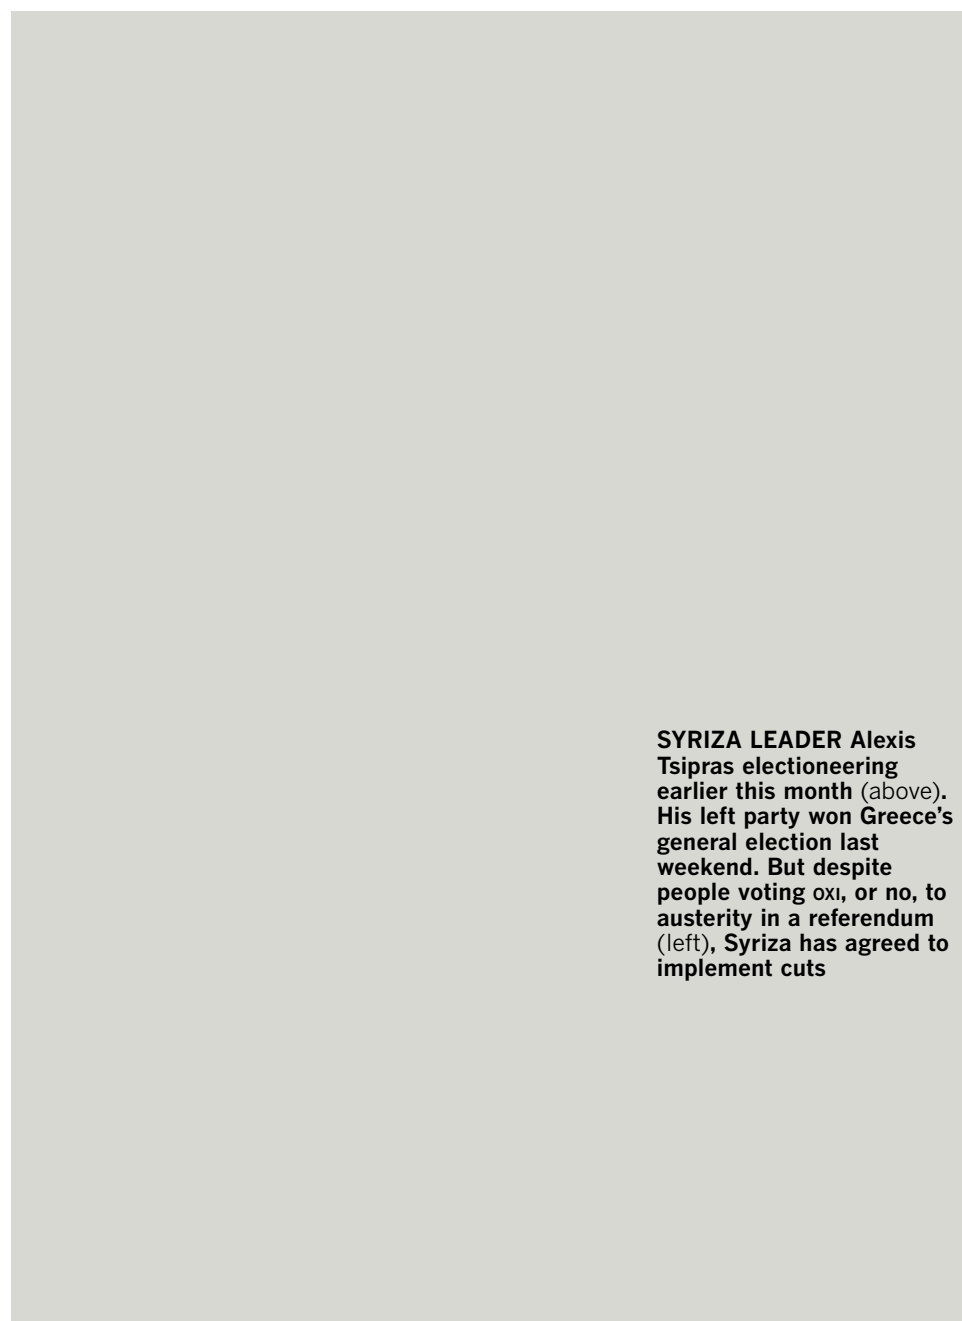 SYRIZA LEADER Alexis
Tsipras electioneering
earlier this month (above).
His left party won Greece’s
general election last
weekend. But despite
people voting OXI, or no, to
austerity in a referendum
(left), Syriza has agreed to
implement cuts